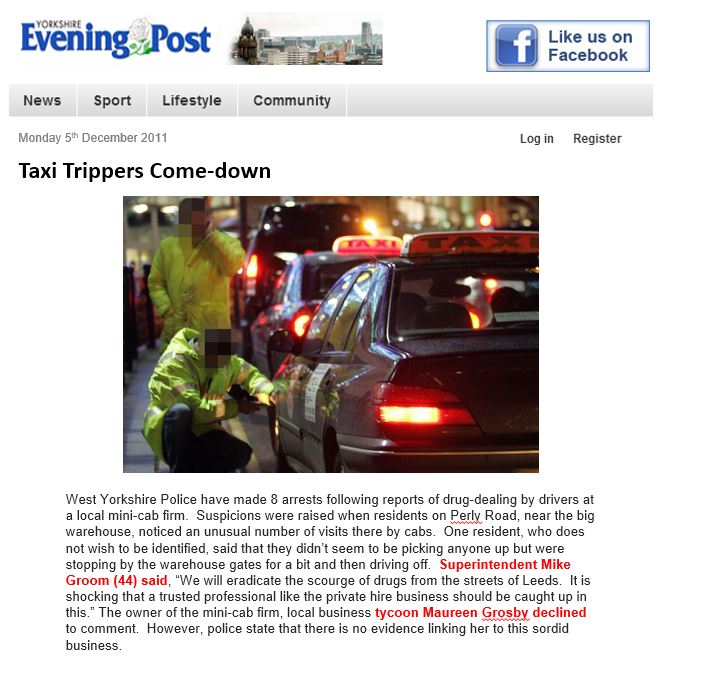 YORKSHIRE
Evening Post
Like us on
Facebook
News Sport Lifestyle Community
Monday 5th December 2011
Log in Register
Taxi Trippers Come-down
TAXI
TAXI
West Yorkshire Police have made 8 arrests following reports of drug-dealing by drivers at
a local mini-cab firm.  Suspicions were raised when residents on Perly Road, near the big
warehouse, noticed an unusual number of visits there by cabs.  One resident, who does
not wish to be identified, said that they didn’t seem to be picking anyone up but were
stopping by the warehouse gates for a bit and then driving off.  Superintendent Mike
Groom (44) said, “We will eradicate the scourge of drugs from the streets of Leeds.  It is
shocking that a trusted professional like the private hire business should be caught up in
this.” The owner of the mini-cab firm, local business tycoon Maureen Grosby declined
to comment.  However, police state that there is no evidence linking her to this sordid
business.